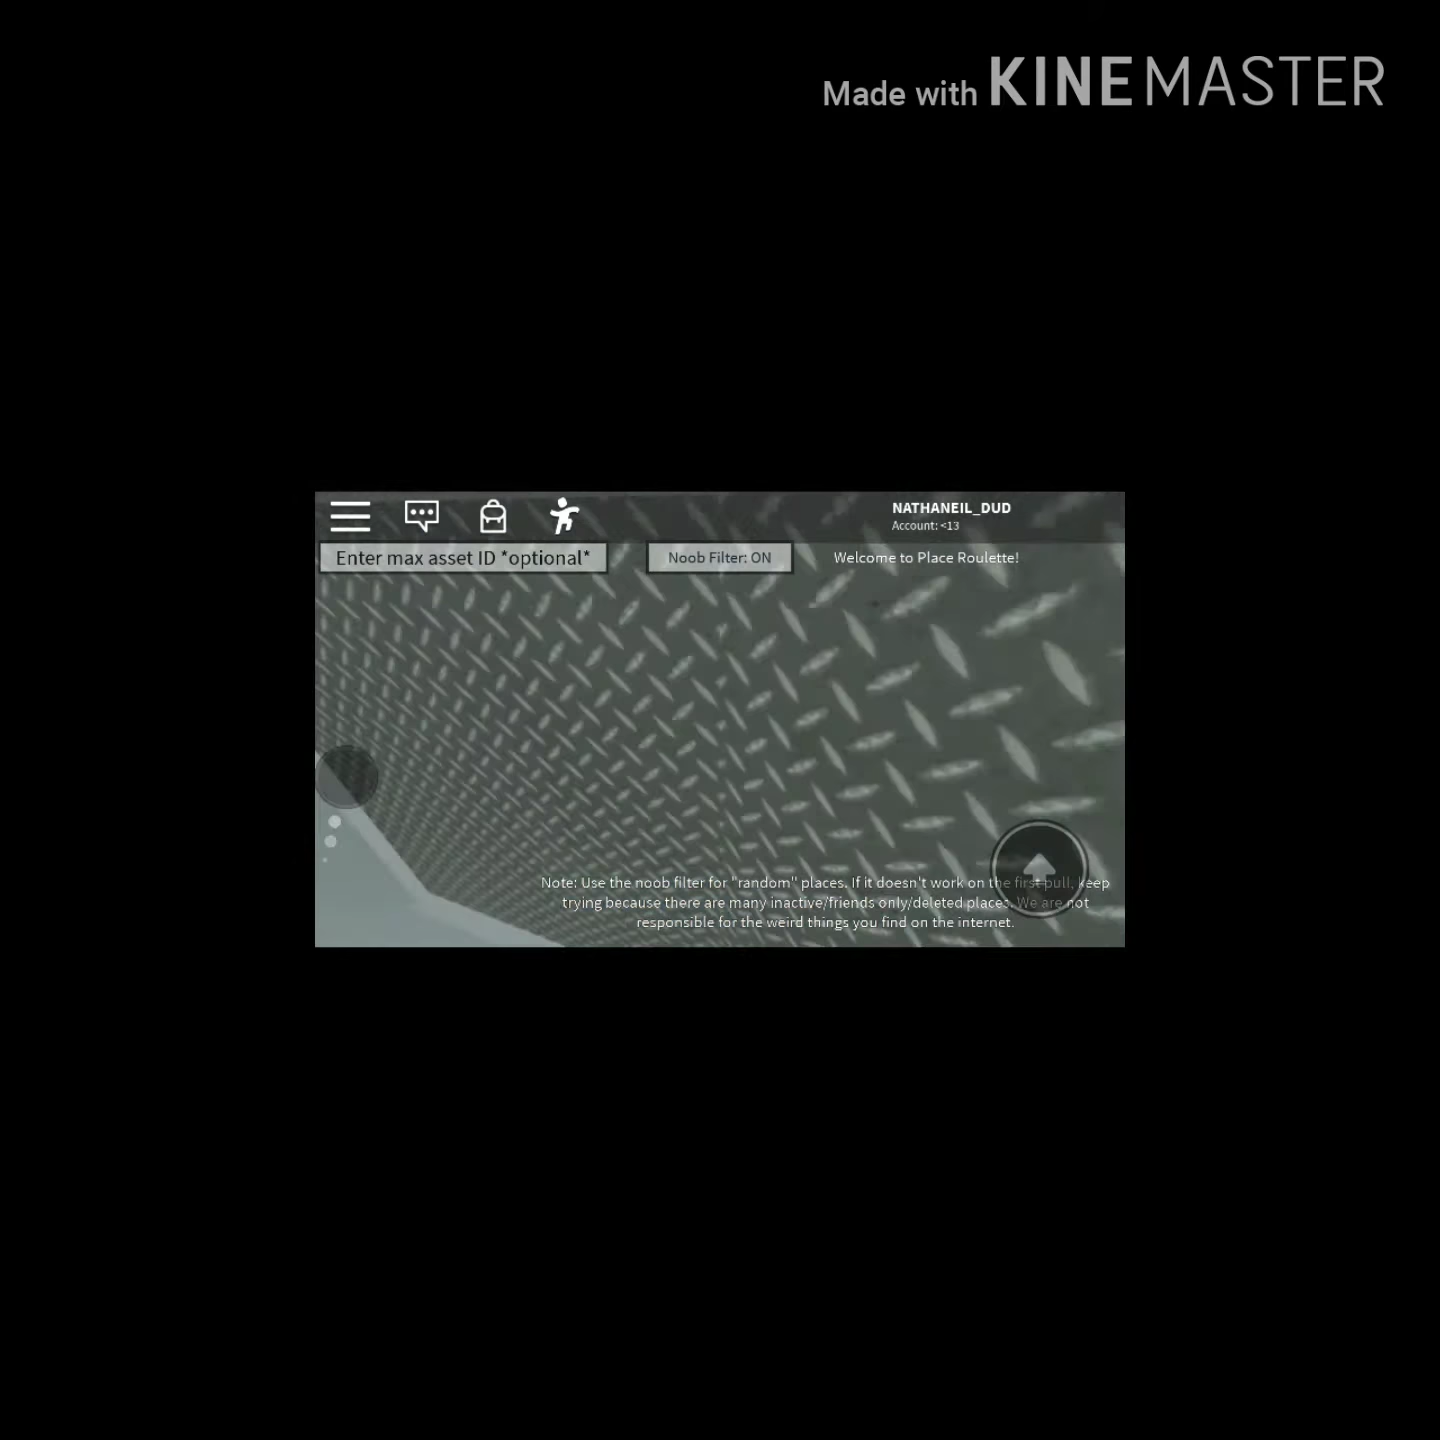 Made with KINEMASTER
NATHANEIL_DUD
Account: <13
Enter max asset ID *optional*
Noob Filter: ON
Welcome to Place Roulette!
Note: Use the noob filter for "random" places. If it doesn't work on the first pull, keep
trying because there are many inactive/friends only/deleted places. We are not
responsible for the weird things you find on the internet.